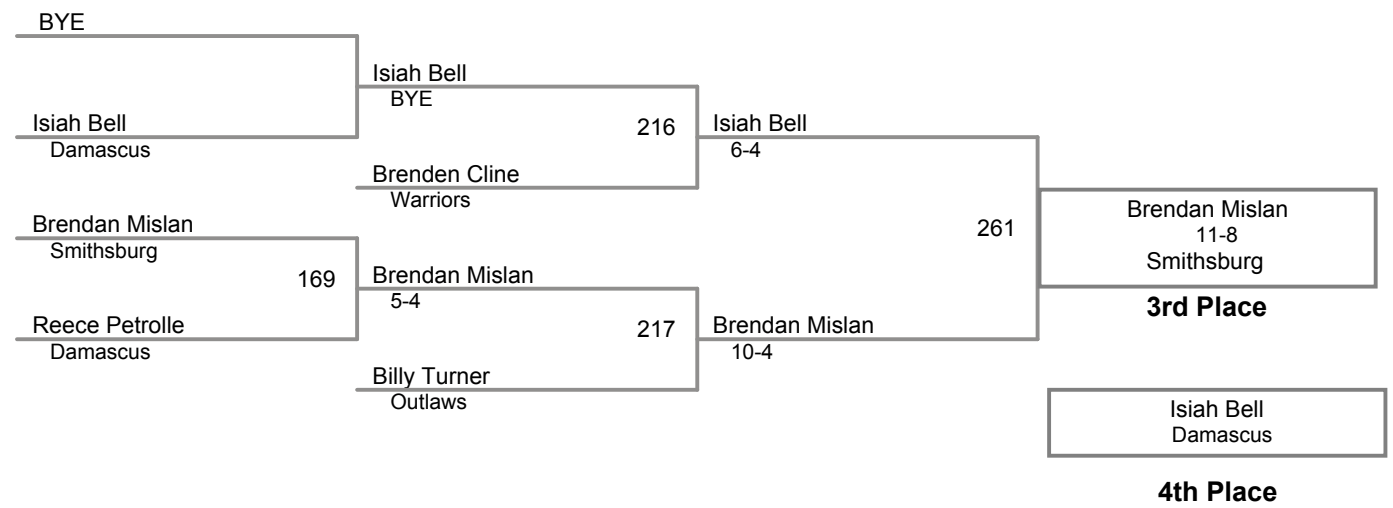 BYE
Isiah Bell
BYE
Isiah Bell
Damascus
216
Isiah Bell
6-4
Brenden Cline
Warriors
Brendan Mislan
Smithsburg
261
Brendan Mislan
11-8
Smithsburg
169
Brendan Mislan
5-4
3rd Place
Reece Petrolle
Damascus
217
Brendan Mislan
10-4
Billy Turner
Outlaws
Isiah Bell
Damascus
4th Place